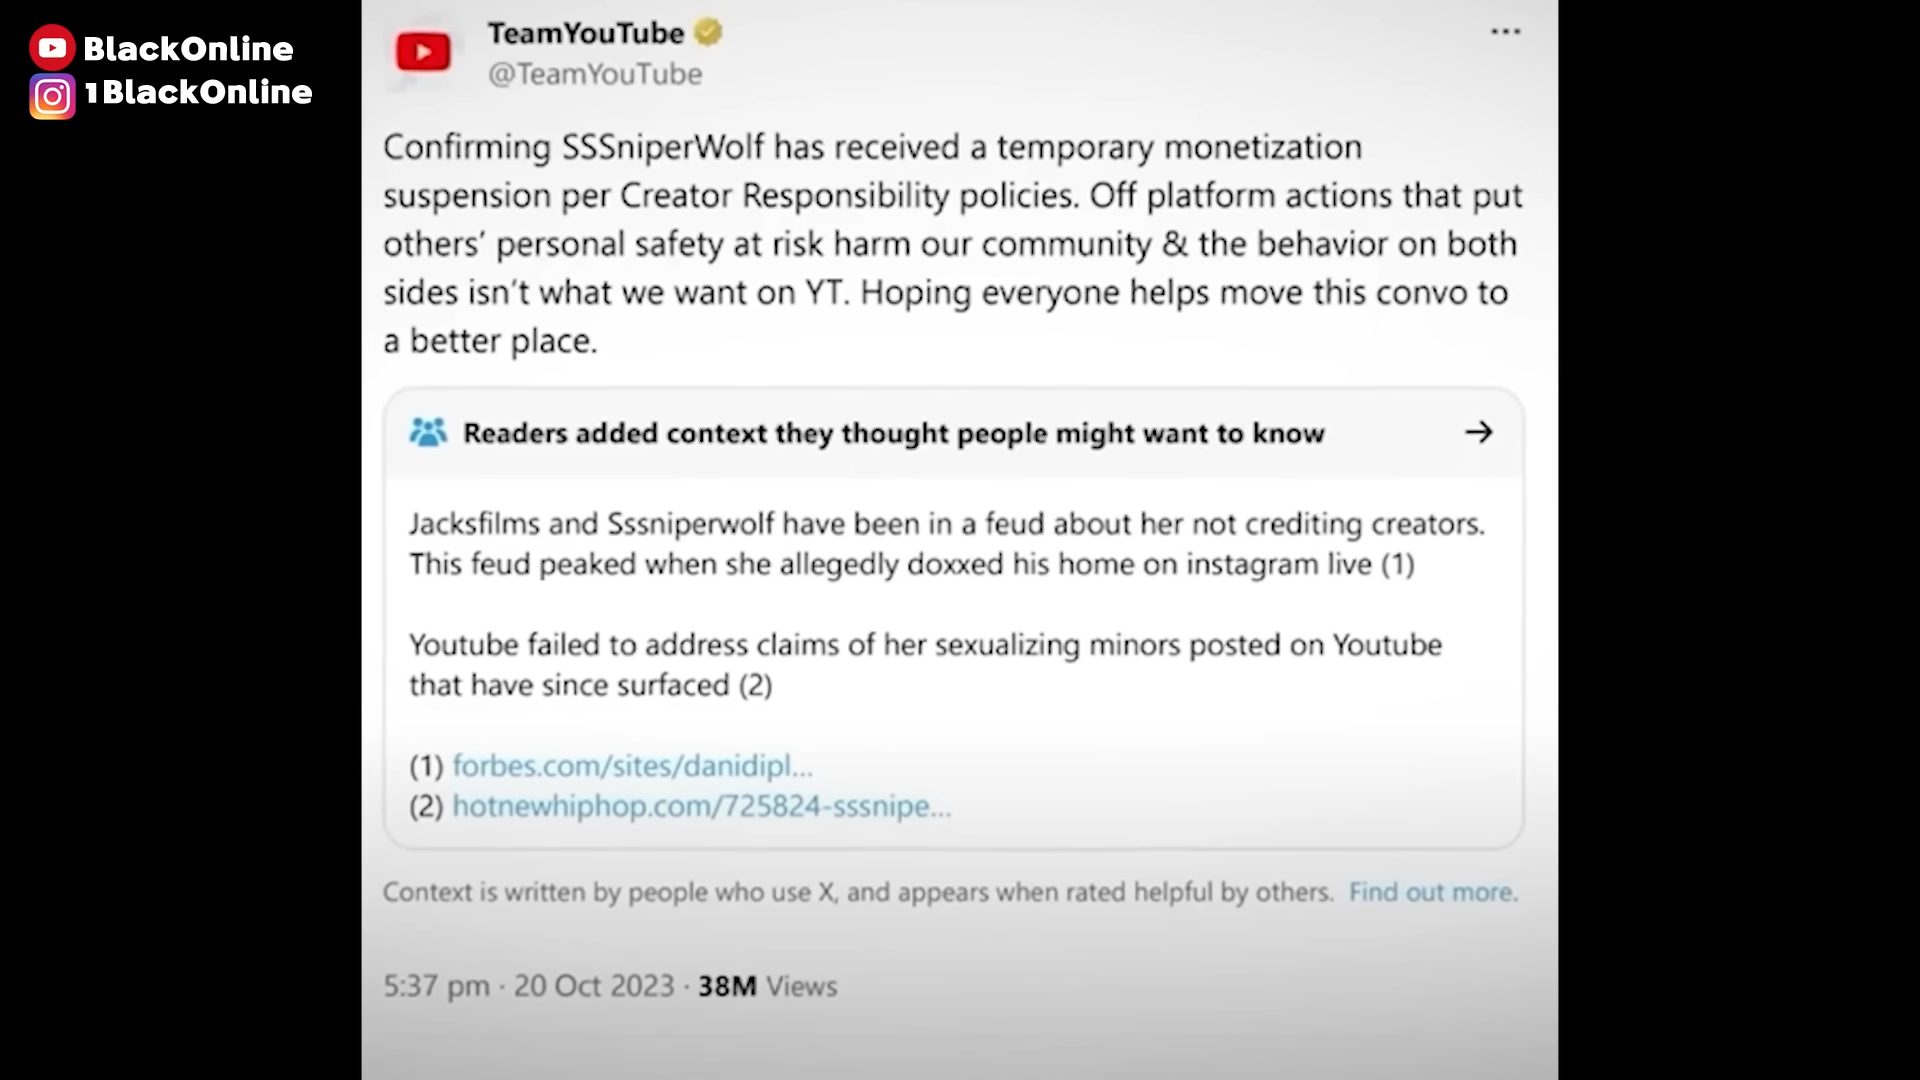 BlackOnline
1BlackOnline
TeamYouTube
@TeamYouTube
Confirming SSSniperWolf has received a temporary monetization
suspension per Creator Responsibility policies. Off platform actions that put
others’ personal safety at risk harm our community & the behavior on both
sides isn’t what we want on YT. Hoping everyone helps move this convo to
a better place.
Readers added context they thought people might want to know
Jacksfilms and Sssniperwolf have been in a feud about her not crediting creators.
This feud peaked when she allegedly doxxed his home on instagram live (1)
Youtube failed to address claims of her sexualizing minors posted on Youtube
that have since surfaced (2)
(1) forbes.com/sites/danidipl...
(2) hotnewhiphop.com/725824-sssnipe...
Context is written by people who use X, and appears when rated helpful by others. Find out more.
5:37 pm · 20 Oct 2023 · 38M Views